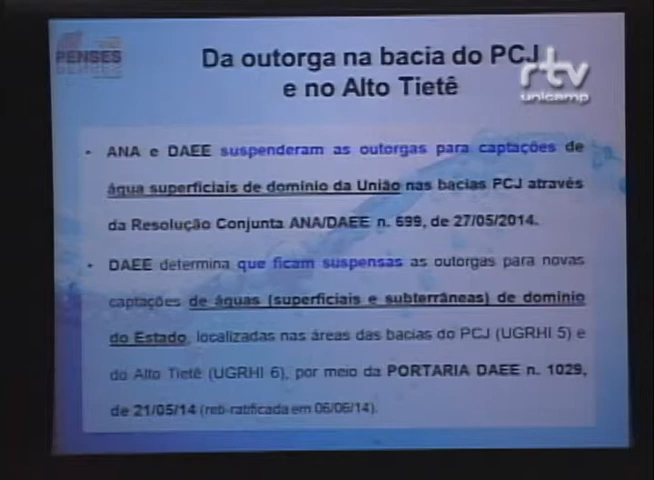 PENSES
Da outorga na bacia do PCJ
e no Alto Tietê
rtv
unicamp
• ANA e DAEE suspenderam as outorgas para captações de
água superficiais de domínio da União nas bacias PCJ através
da Resolução Conjunta ANA/DAEE n. 699, de 27/05/2014.
• DAEE determina que ficam suspensas as outorgas para novas
captações de águas (superficiais e subterrâneas) de domínio
do Estado, localizadas nas áreas das bacias do PCJ (UGRHI 5) e
do Alto Tietê (UGRHI 6), por meio da PORTARIA DAEE n. 1029,
de 21/05/14 (reti-ratificada em 06/06/14).